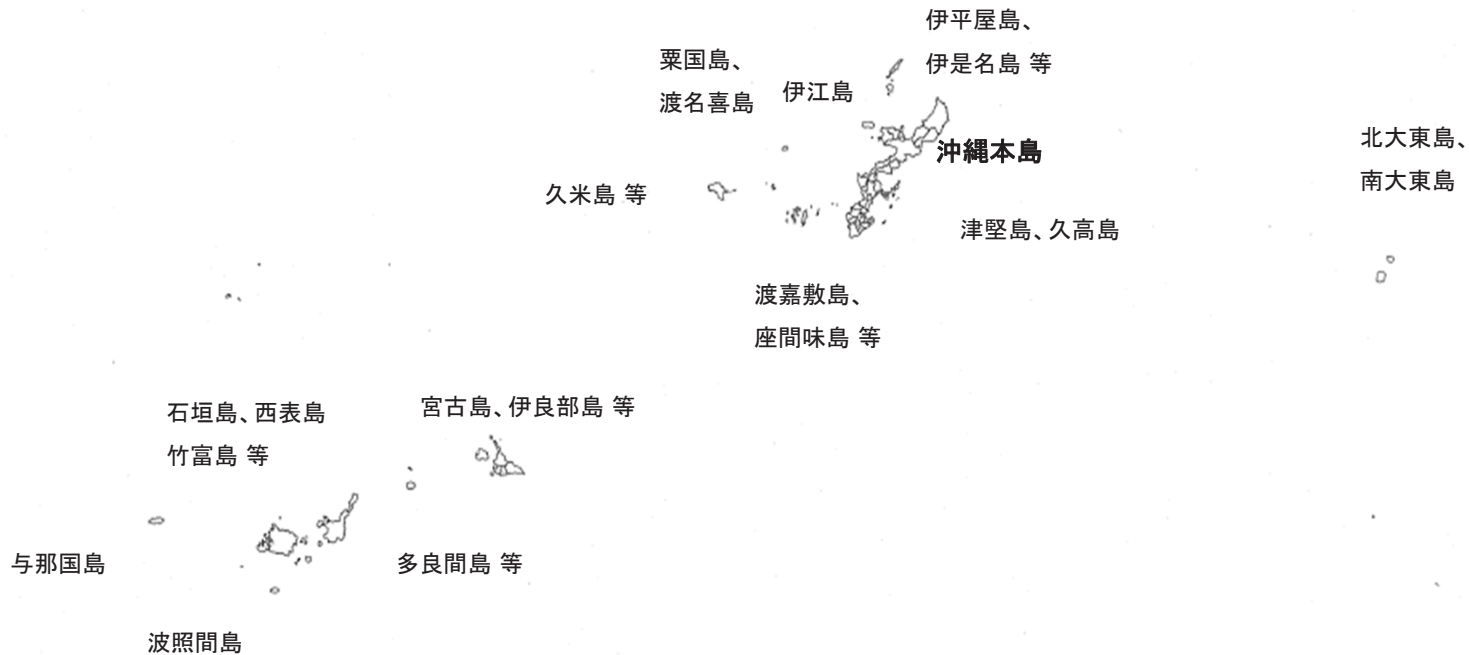 伊平屋島、
伊是名島 等
粟国島、
渡名喜島
伊江島
沖縄本島
北大東島、
南大東島
久米島 等
津堅島、久高島
渡嘉敷島、
座間味島 等
石垣島、西表島
竹富島 等
宮古島、伊良部島 等
与那国島
多良間島 等
波照間島